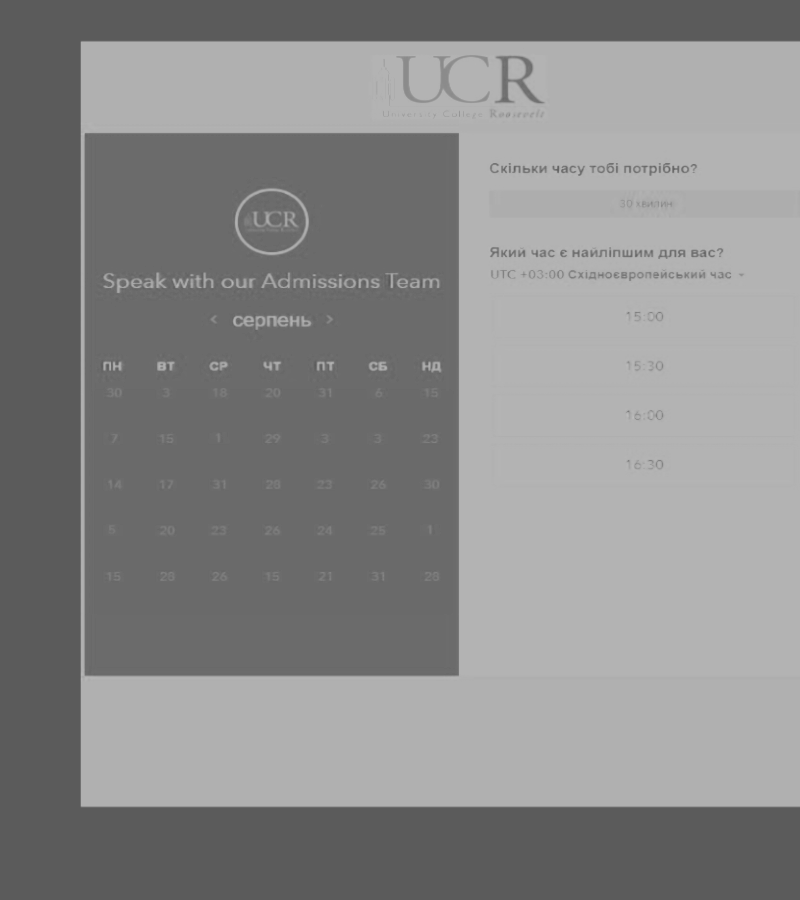 UCR
University College Roosevelt
UCR
Speak with our Admissions Team
< серпень >
ПН ВТ СР ЧТ ПТ СБ НД
30 3 18 20 31 6 15
7 15 1 29 3 3 23
14 17 31 28 23 26 30
20 23 26 24 25 1
15 28 26 15 21 31 28
Скільки часу тобі потрібно?
30 хвилин
Який час є найліпшим для вас?
UTC +03:00 Східноєвропейський час
15:00
15:30
16:00
16:30